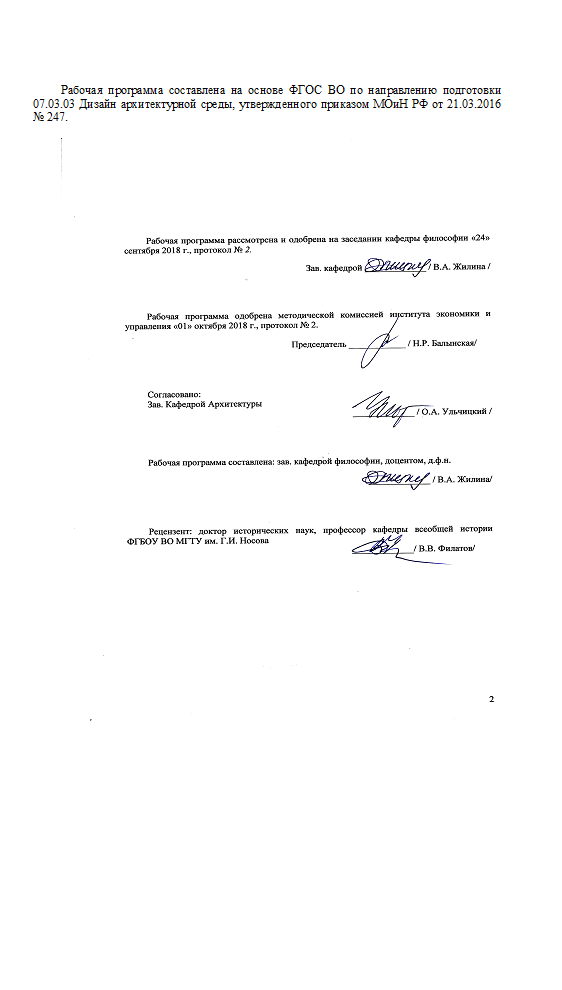 Рабочая программа составлена на основе ФГОС ВО по направлению подготовки
07.03.03 Дизайн архитектурной среды, утвержденного приказом МОиН РФ от 21.03.2016
№ 247.
Рабочая программа рассмотрена и одобрена на заседании кафедры философии «24»
сентября 2018 г., протокол № 2.
Зав. кафедрой / В.А. Жилина /
Рабочая программа одобрена методической комиссией института экономики и
управления «01» октября 2018 г., протокол № 2.
Председатель / Н.Р. Балынская/
Согласовано:
Зав. Кафедрой Архитектуры
/ О.А. Ульчицкий /
Рабочая программа составлена: зав. кафедрой философии, доцентом, д.ф.н.
/ В.А. Жилина/
Рецензент: доктор исторических наук, профессор кафедры всеобщей истории
ФГБОУ ВО МГТУ им. Г.И. Носова
/ В.В. Филатов/
2